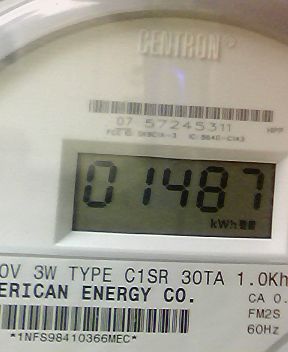 CENTRON®
07 57245311
HPP
01487
kWh
0V 3W TYPE C1SR 30TA 1.0Kh
ERICAN ENERGY CO.
CA 0.
FM2S
60Hz
*1NFS98410366MEC*